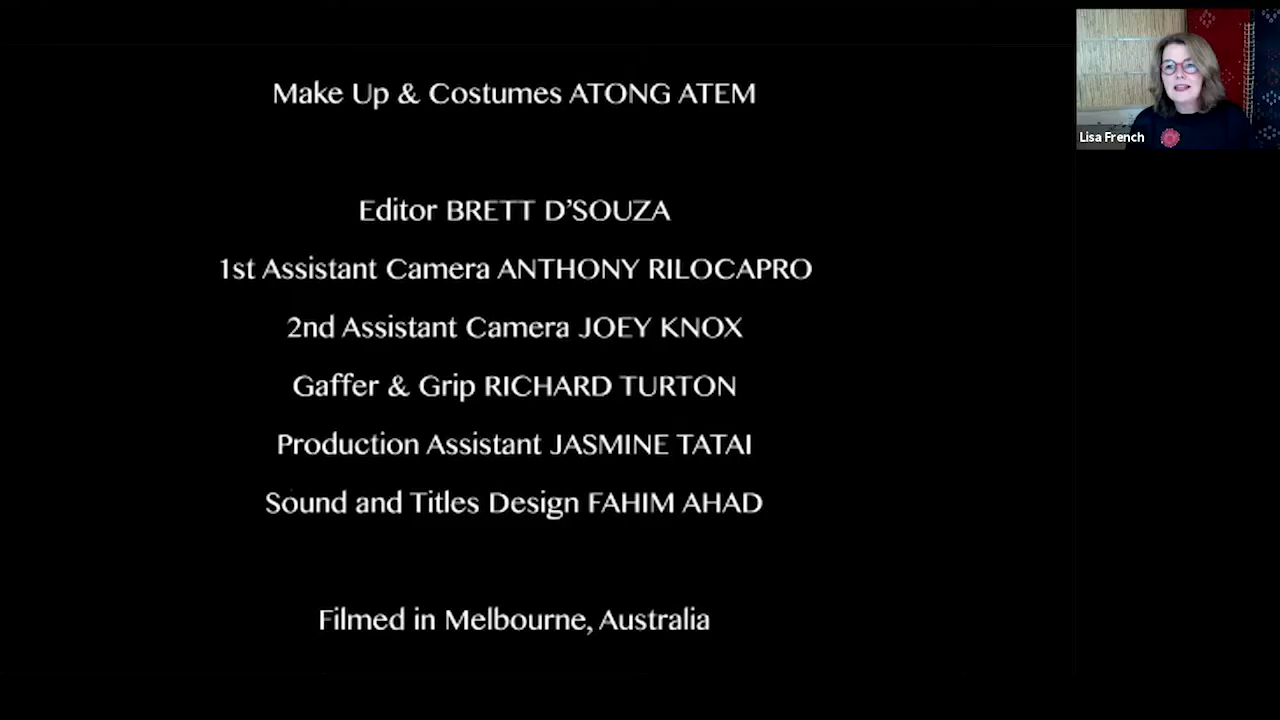 Make Up & Costumes ATONG ATEM
Editor BRETT D'SOUZA
1st Assistant Camera ANTHONY RILOCAPRO
2nd Assistant Camera JOEY KNOX
Gaffer & Grip RICHARD TURTON
Production Assistant JASMINE TATAI
Sound and Titles Design FAHIM AHAD
Filmed in Melbourne, Australia
Lisa French